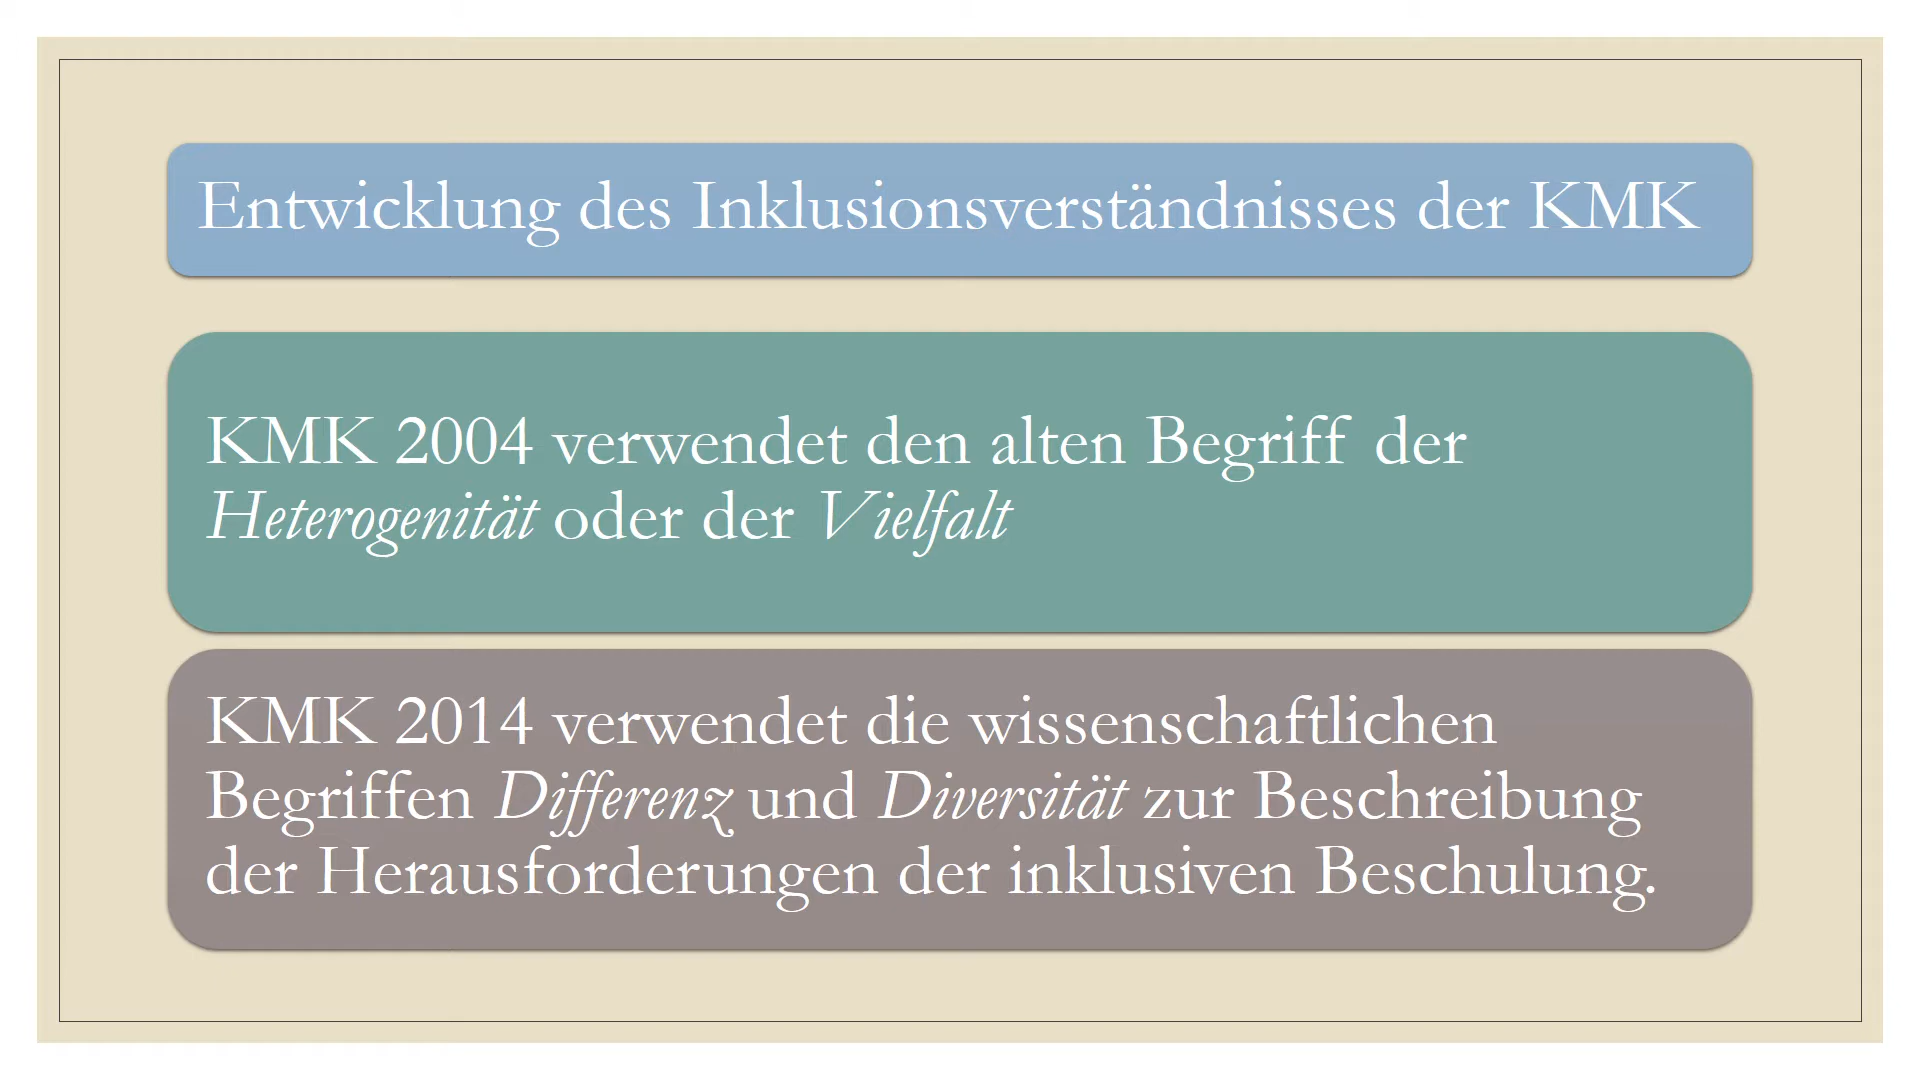 Entwicklung des Inklusionsverständnisses der KMK
KMK 2004 verwendet den alten Begriff der
Heterogenität oder der Vielfalt
KMK 2014 verwendet die wissenschaftlichen
Begriffen Differenz und Diversität zur Beschreibung
der Herausforderungen der inklusiven Beschulung.